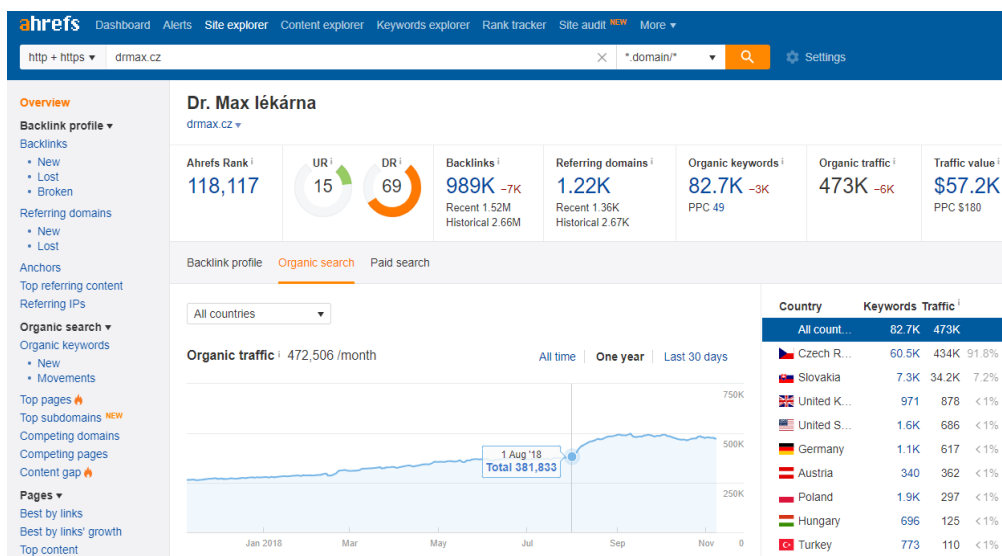 ahrefs Dashboard Alerts Site explorer Content explorer Keywords explorer Rank tracker Site audit NEW More
http + https drmax.cz *.domain/* Settings
Overview
Backlink profile
Backlinks
• New
• Lost
• Broken
Referring domains
• New
• Lost
Anchors
Top referring content
Referring IPs
Organic search
Organic keywords
• New
• Movements
Top pages
Top subdomains NEW
Competing domains
Competing pages
Content gap
Pages
Best by links
Best by links' growth
Top content
Dr. Max lékárna
drmax.cz
Ahrefs Rank i
118,117
UR i
15
DR i
69
Backlinks i
989K -7K
Recent 1.52M
Historical 2.66M
Referring domains i
1.22K
Recent 1.36K
Historical 2.67K
Organic keywords i
82.7K -3K
PPC 49
Organic traffic i
473K -6K
Traffic value i
$57.2K
PPC $180
Backlink profile Organic search Paid search
All countries
Organic traffic i 472,506 /month
All time One year Last 30 days
750K
500K
250K
0
1 Aug '18
Total 381,833
Jan 2018 Mar May Jul Sep Nov
Country Keywords Traffic i
All count... 82.7K 473K
Czech R... 60.5K 434K 91.8%
Slovakia 7.3K 34.2K 7.2%
United K... 971 878 <1%
United S... 1.6K 686 <1%
Germany 1.1K 617 <1%
Austria 340 362 <1%
Poland 1.9K 297 <1%
Hungary 696 125 <1%
Turkey 773 110 <1%